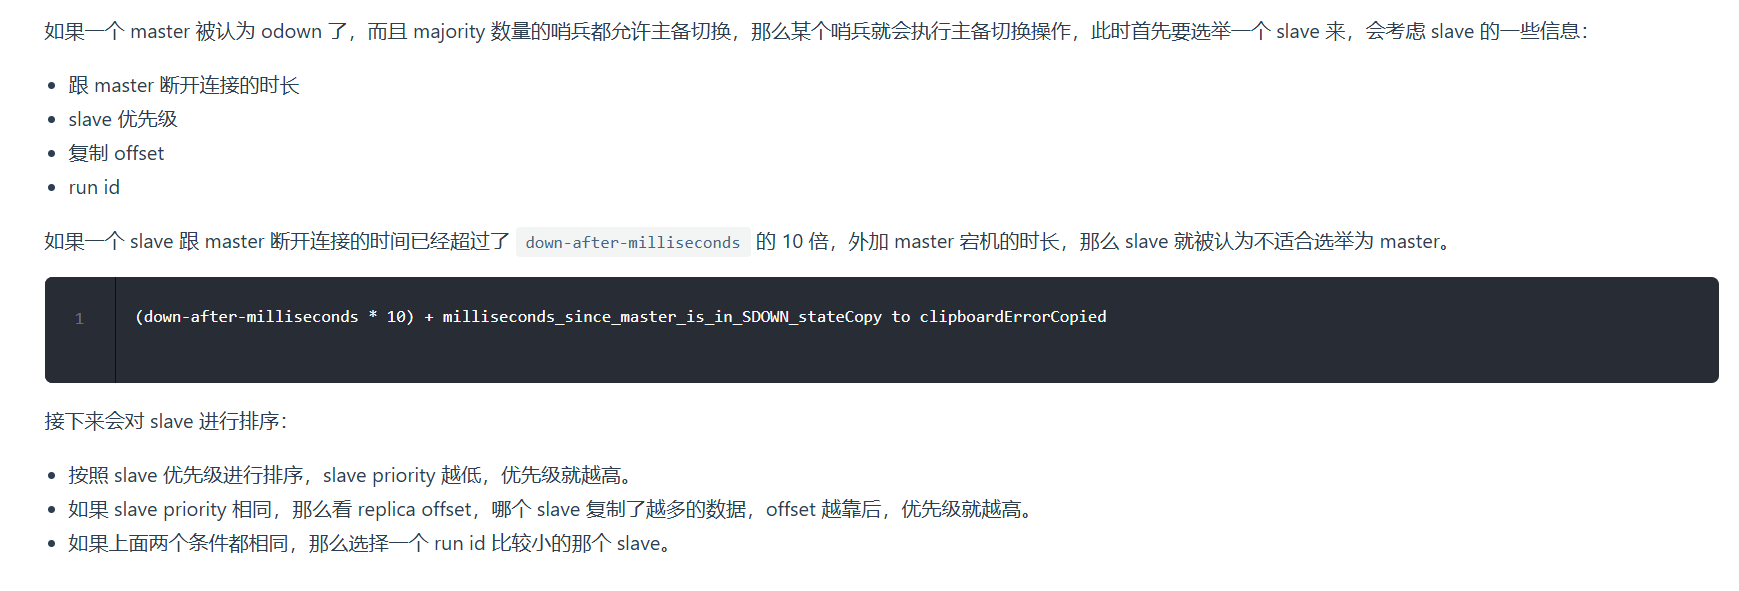 如果一个 master 被认为 odown 了，而且 majority 数量的哨兵都允许主备切换，那么某个哨兵就会执行主备切换操作，此时首先要选举一个 slave 来，会考虑 slave 的一些信息：
• 跟 master 断开连接的时长
• slave 优先级
• 复制 offset
• run id
如果一个 slave 跟 master 断开连接的时间已经超过了 down-after-milliseconds 的 10 倍，外加 master 宕机的时长，那么 slave 就被认为不适合选举为 master。
1 (down-after-milliseconds * 10) + milliseconds_since_master_is_in_SDOWN_stateCopy to clipboardErrorCopied
接下来会对 slave 进行排序：
• 按照 slave 优先级进行排序，slave priority 越低，优先级就越高。
• 如果 slave priority 相同，那么看 replica offset，哪个 slave 复制了越多的数据，offset 越靠后，优先级就越高。
• 如果上面两个条件都相同，那么选择一个 run id 比较小的那个 slave。